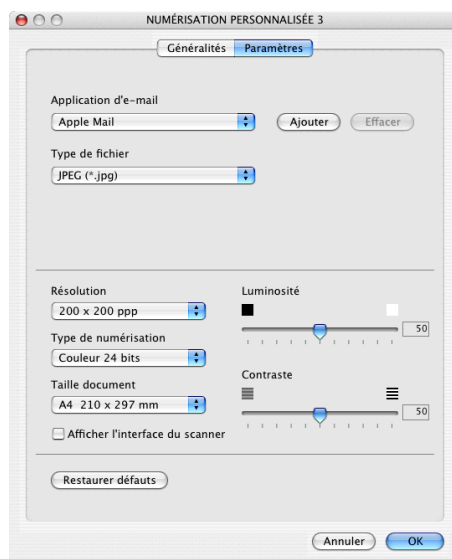 NUMÉRISATION PERSONNALISÉE 3
Généralités Paramètres
Application d'e-mail
Apple Mail Ajouter Effacer
Type de fichier
JPEG (*.jpg)
Résolution Luminosité
200 x 200 ppp
50
Type de numérisation
Couleur 24 bits
Contraste
Taille document
A4 210 x 297 mm
50
Afficher l'interface du scanner
Restaurer défauts
Annuler OK